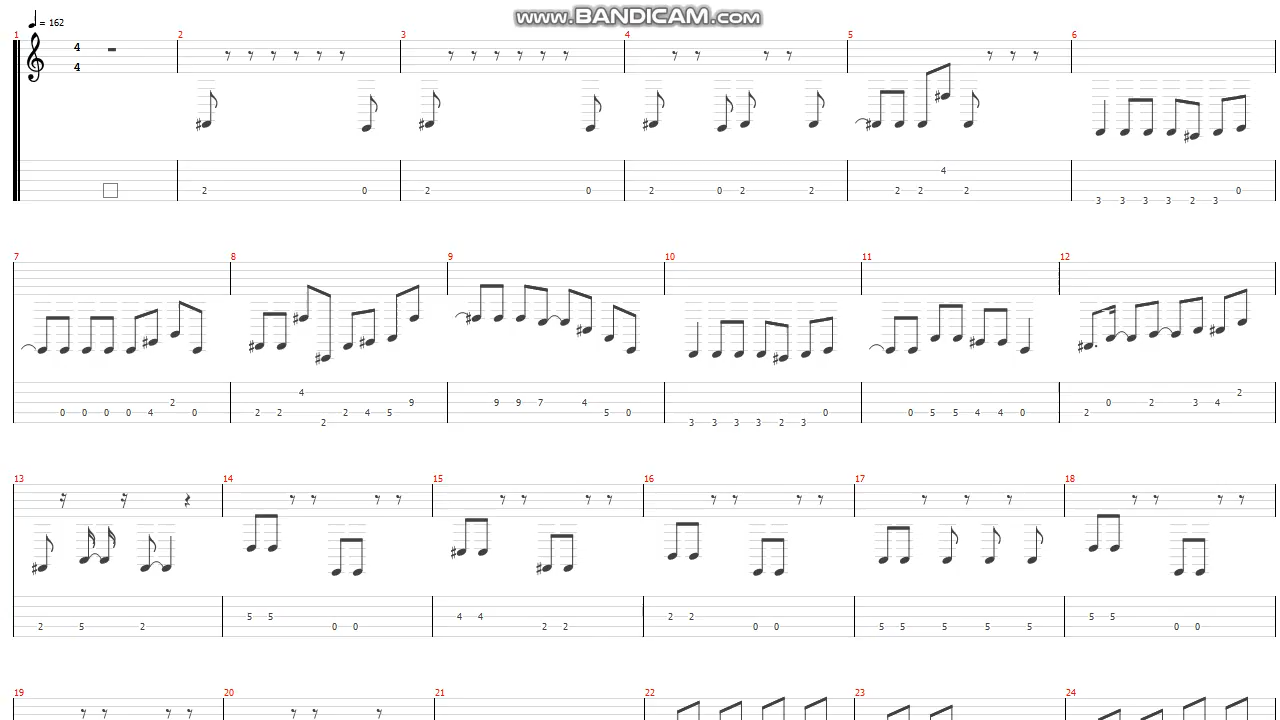 www.BANDICAM.com
= 162
1 2 3 4 5 6
4
4
4
2 0 2 0 2 0 2 2 2 2 2 0
3 3 3 3 2 3
7 8 9 10 11 12
4 2
2 9 9 9 7 4 0 2 3 4
0 0 0 0 4 0 2 2 2 4 5 5 0 0 0 5 5 4 4 0 2
2 3 3 3 3 2 3
13 14 15 16 17 18
5 5 4 4 2 2 5 5
2 5 2 0 0 2 2 0 0 5 5 5 5 5 0 0
19 20 21 22 23 24